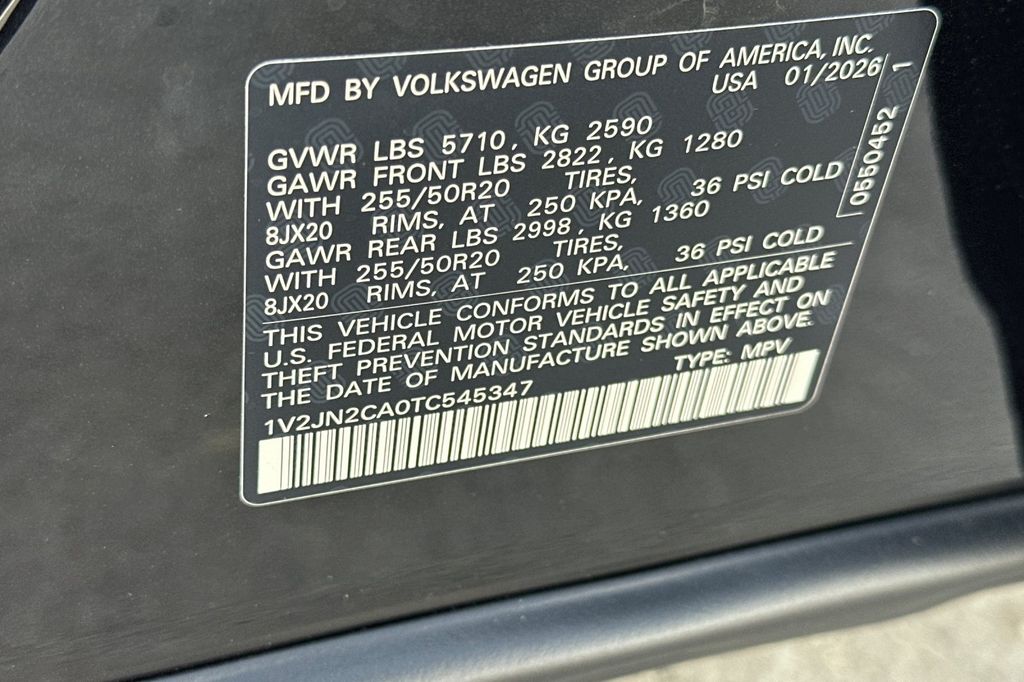 MFD BY VOLKSWAGEN GROUP OF AMERICA, INC.
USA 01/2026
GVWR LBS 5710, KG 2590
GAWR FRONT LBS 2822, KG 1280
WITH 255/50R20 TIRES,
8JX20 RIMS, AT 250 KPA, 36 PSI COLD
GAWR REAR LBS 2998, KG 1360
WITH 255/50R20 TIRES,
8JX20 RIMS, AT 250 KPA, 36 PSI COLD
THIS VEHICLE CONFORMS TO ALL APPLICABLE
U.S. FEDERAL MOTOR VEHICLE SAFETY AND
THEFT PREVENTION STANDARDS IN EFFECT ON
THE DATE OF MANUFACTURE SHOWN ABOVE.
TYPE: MPV
1V2JN2CA0TC545347
0550452 1